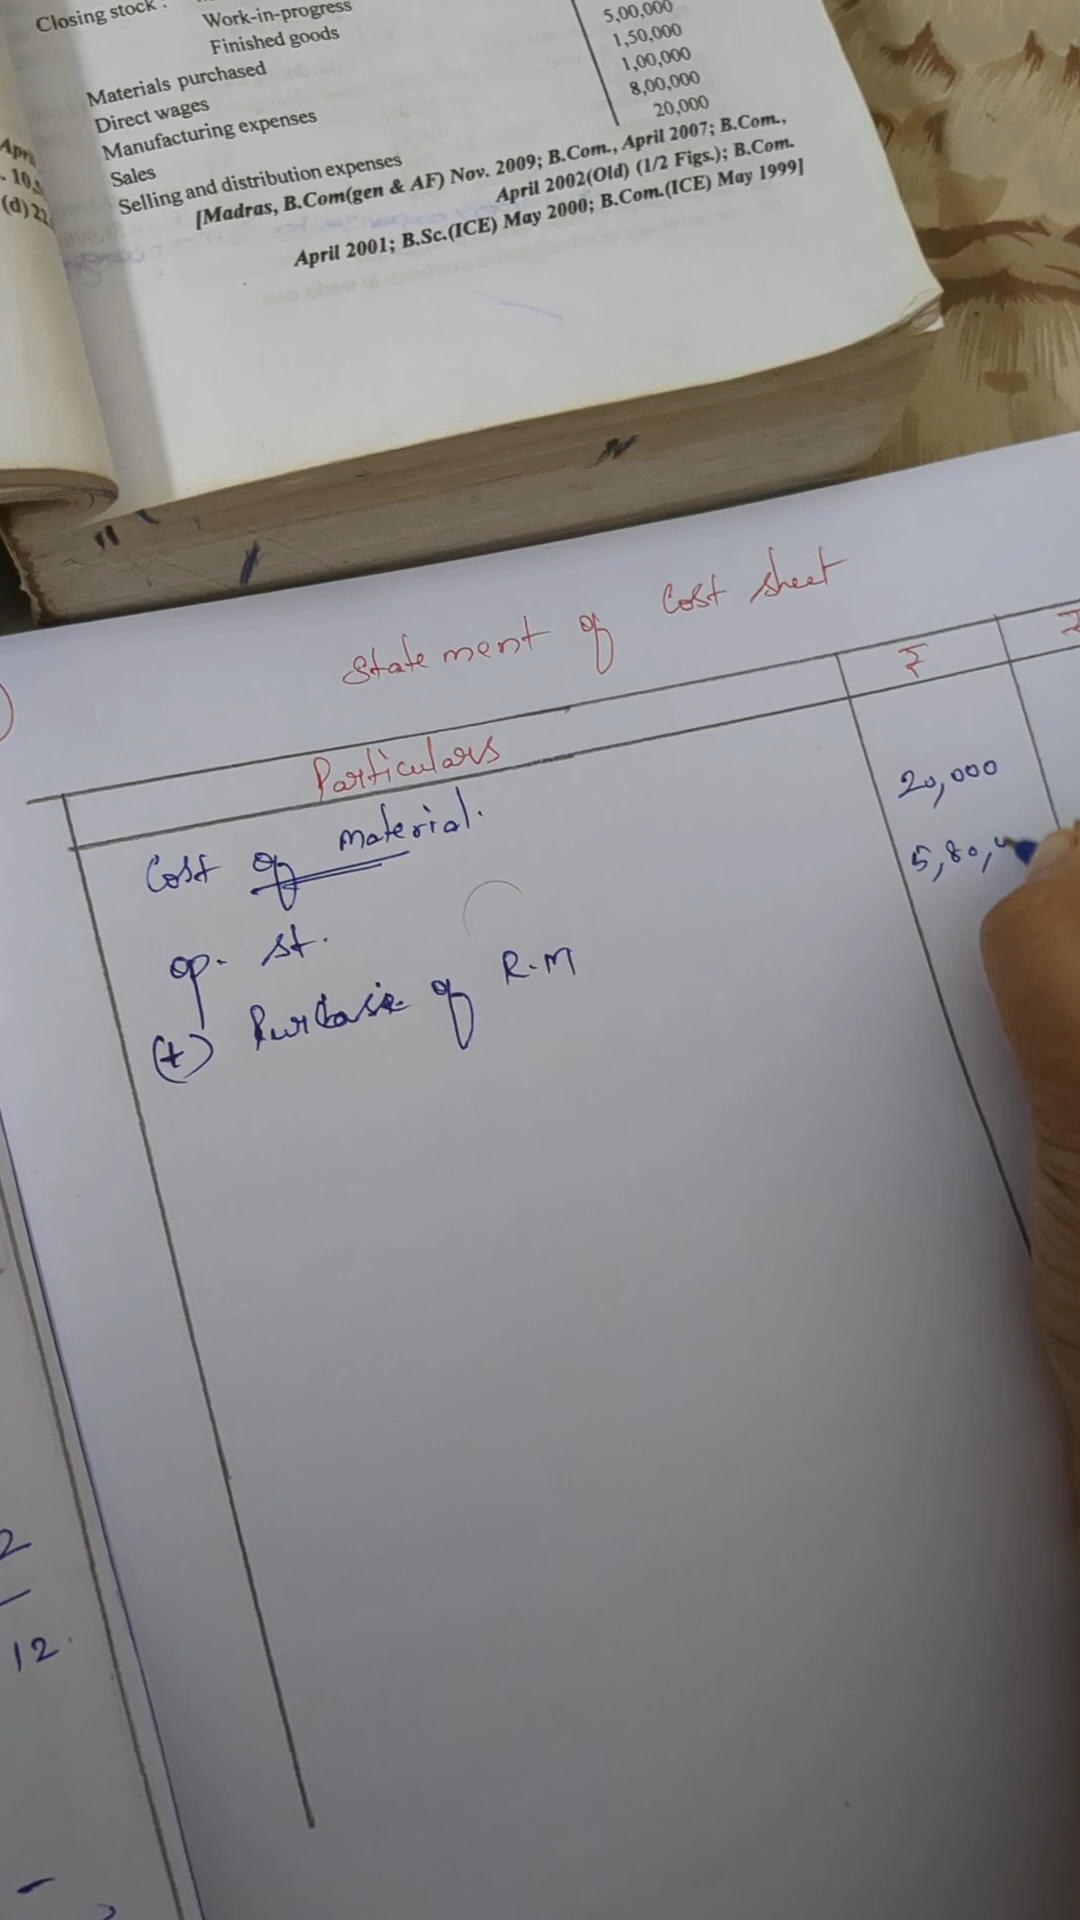 Closing stock :
Work-in-progress
Finished goods
Materials purchased 5,00,000
Direct wages 1,50,000
Manufacturing expenses 1,00,000
Sales 8,00,000
Selling and distribution expenses 20,000
[Madras, B.Com(gen & AF) Nov. 2009; B.Com., April 2007; B.Com.,
April 2002(Old) (1/2 Figs.); B.Com.
April 2001; B.Sc.(ICE) May 2000; B.Com.(ICE) May 1999]
(d) 22
Statement of Cost sheet
Particulars ₹ ₹
Cost of material.
op. st. 20,000
(+) Purchase of R.M 5,80,
2
12.